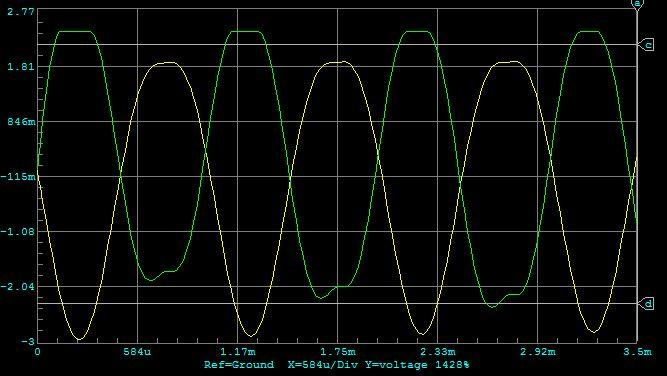 a
2.77
c
1.81
846m
-115m
-1.08
-2.04
d
-3
0 584u 1.17m 1.75m 2.33m 2.92m 3.5m
Ref=Ground X=584u/Div Y=voltage 1428%